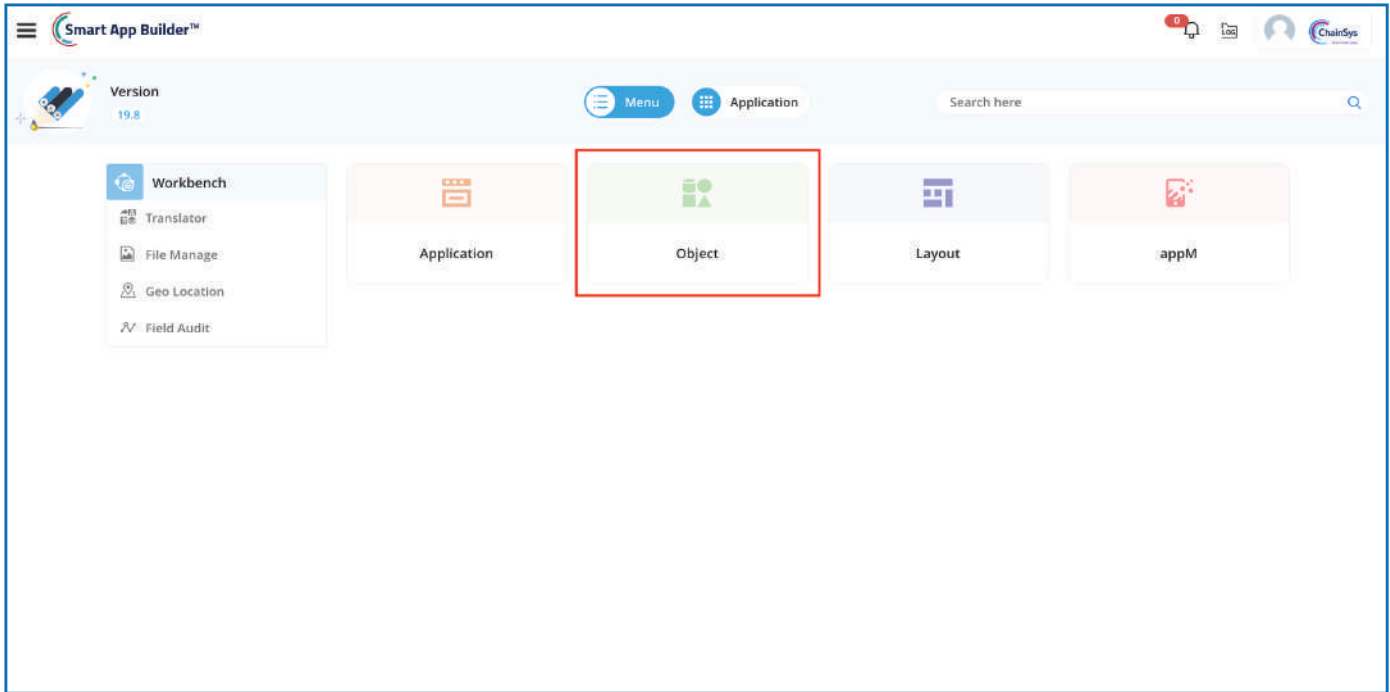 Smart App Builder™
0
LOG
ChainSys
Version
19.8
Menu
Application
Search here
Workbench
Translator
File Manage
Geo Location
Field Audit
Application
Object
Layout
appM